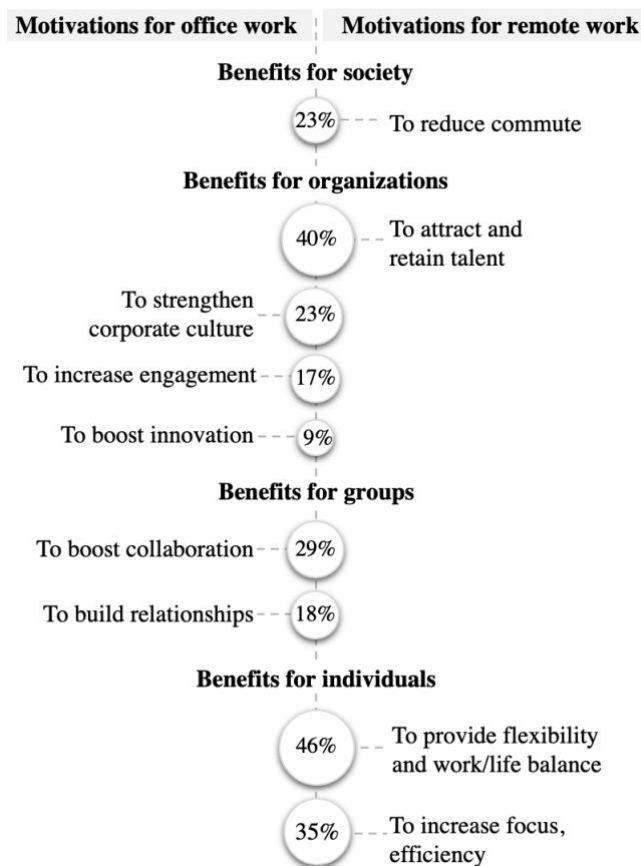 Motivations for office work
Motivations for remote work
Benefits for society
23%
To reduce commute
Benefits for organizations
40%
To attract and
retain talent
To strengthen
corporate culture
23%
To increase engagement
17%
To boost innovation
9%
Benefits for groups
To boost collaboration
29%
To build relationships
18%
Benefits for individuals
46%
To provide flexibility
and work/life balance
35%
To increase focus,
efficiency